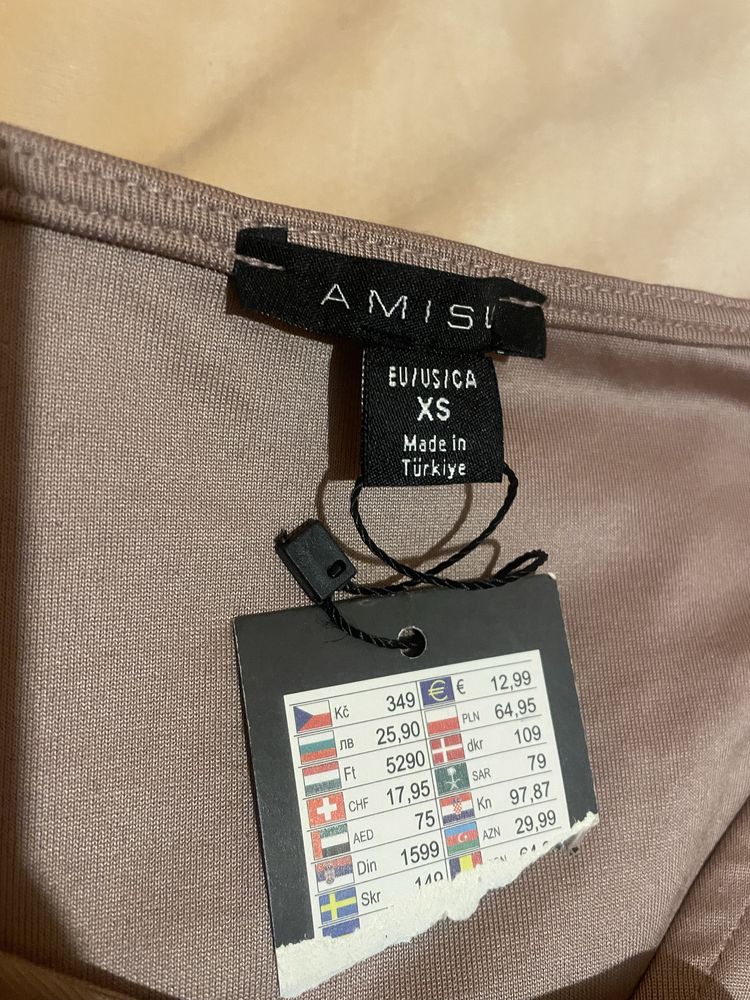 AMISU
EU/US/CA
XS
Made in
Türkiye
Kč 349 € € 12,99
лв 25,90 PLN 64,95
Ft 5290 dkr 109
CHF 17,95 SAR 79
AED 75 Kn 97,87
Din 1599 AZN 29,99
Skr